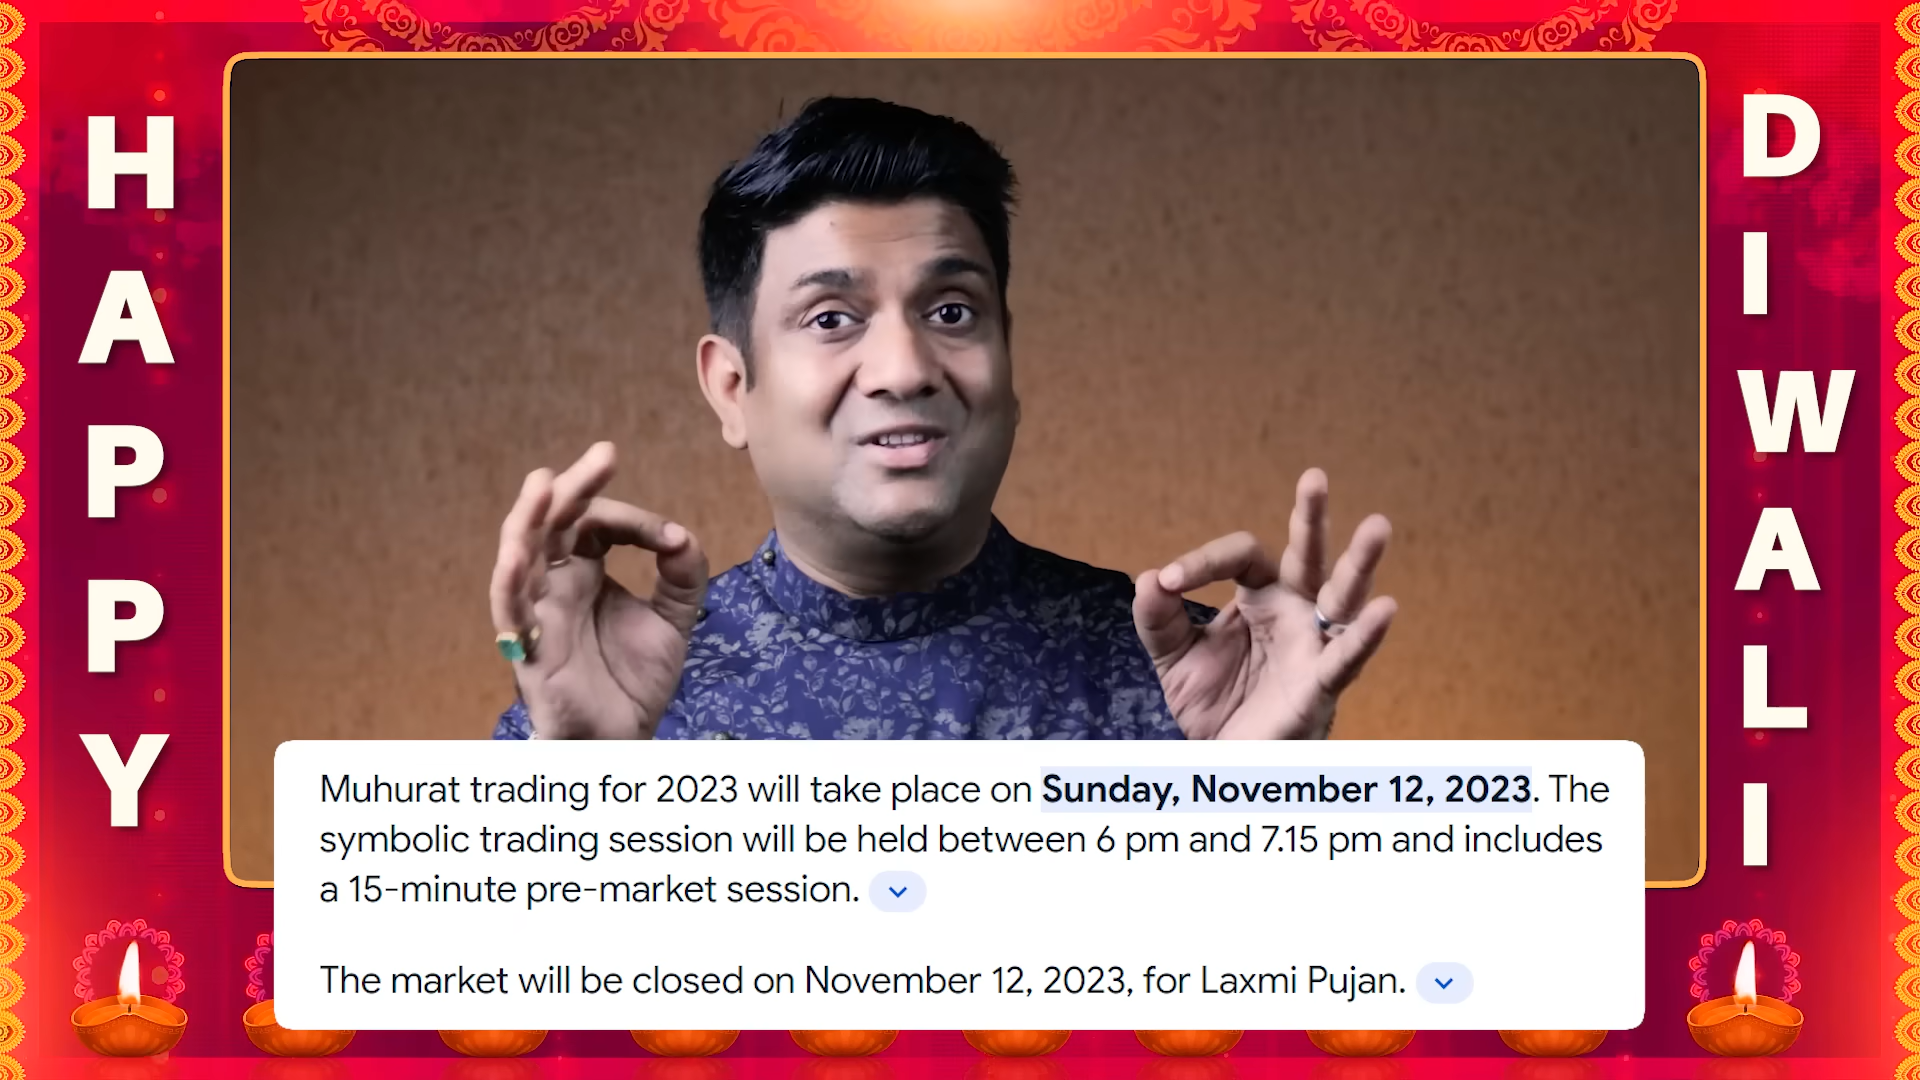 HAPPY
DIWALI
Muhurat trading for 2023 will take place on Sunday, November 12, 2023. The
symbolic trading session will be held between 6 pm and 7.15 pm and includes
a 15-minute pre-market session.
The market will be closed on November 12, 2023, for Laxmi Pujan.